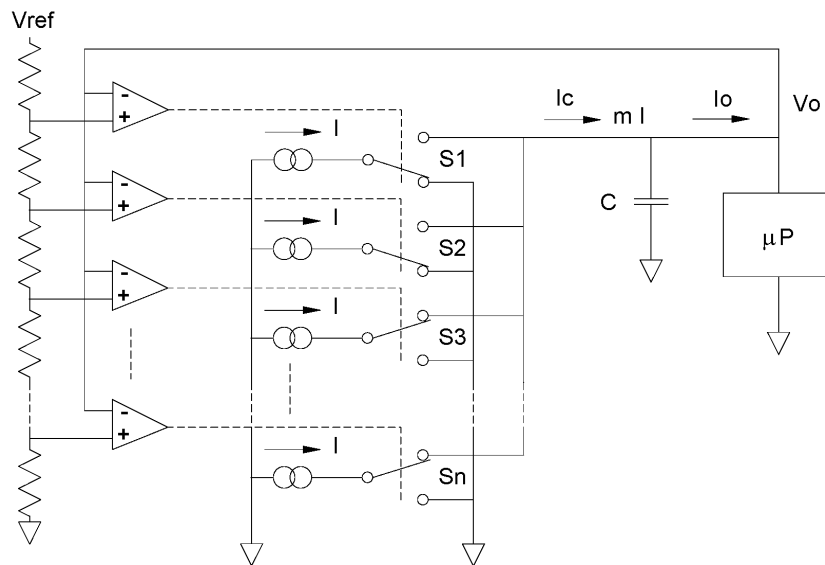 Vref
-
+
I
Ic
m I
Io
Vo
S1
-
+
I
S2
C
μP
-
+
I
S3
-
+
I
Sn